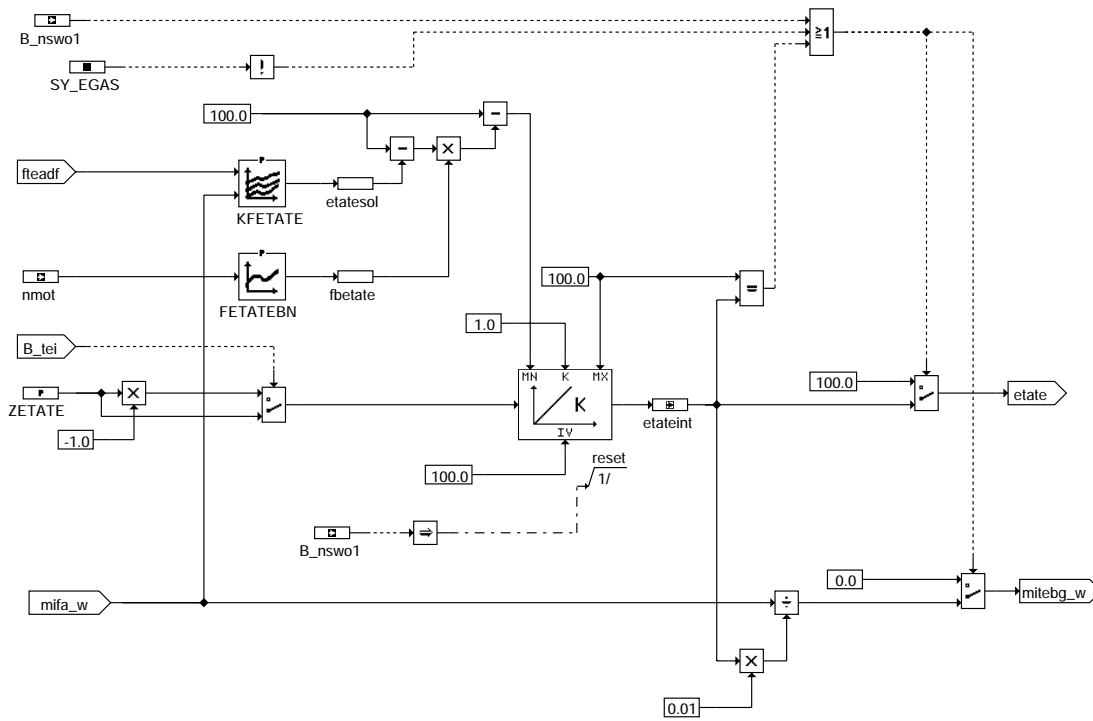 B_nswo1
≧1
SY_EGAS
!
100.0
−
−
×
fteadf
P
KFETATE
etatesol
nmot
P
FETATEBN
fbetate
100.0
=
1.0
B_tei
MN K MX
K
IV
P
ZETATE
×
-1.0
etateint
100.0
etate
100.0
reset
1/
B_nswo1
⇒
mifa_w
÷
0.0
mitebg_w
×
0.01